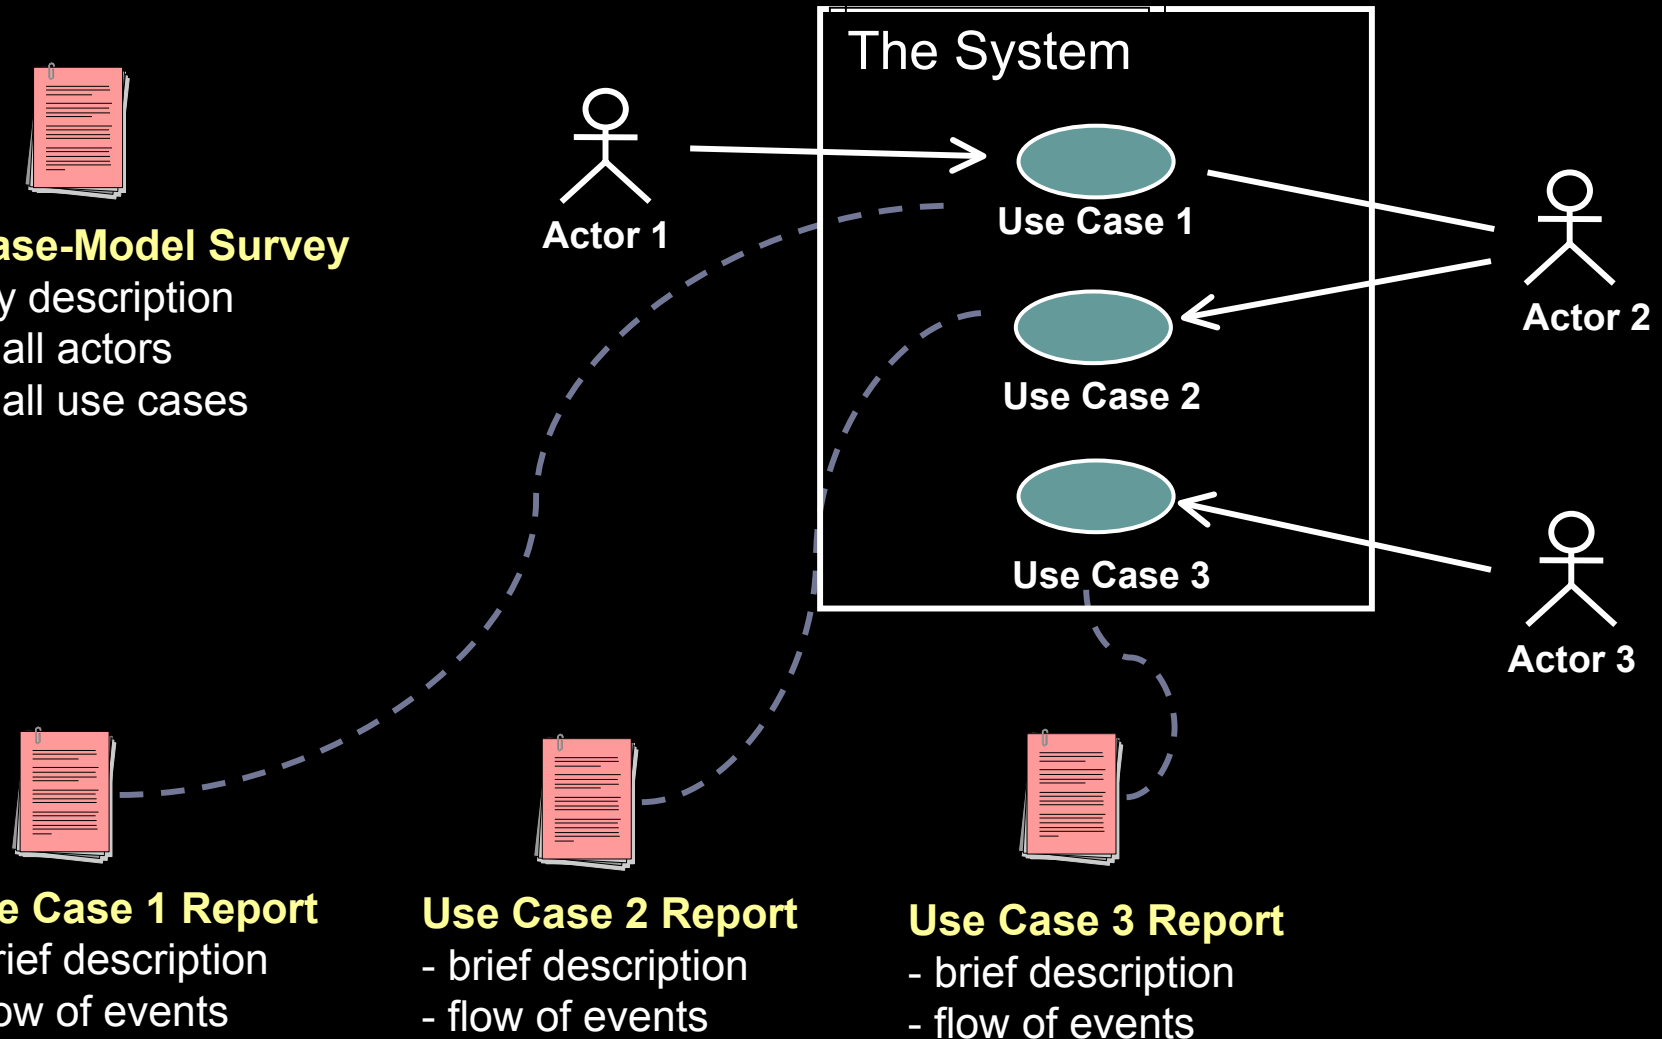 The System
Actor 1
Use Case 1
Actor 2
Use Case 2
Use Case 3
Actor 3
ase-Model Survey
y description
all actors
all use cases
e Case 1 Report
rief description
ow of events
Use Case 2 Report
- brief description
- flow of events
Use Case 3 Report
- brief description
- flow of events